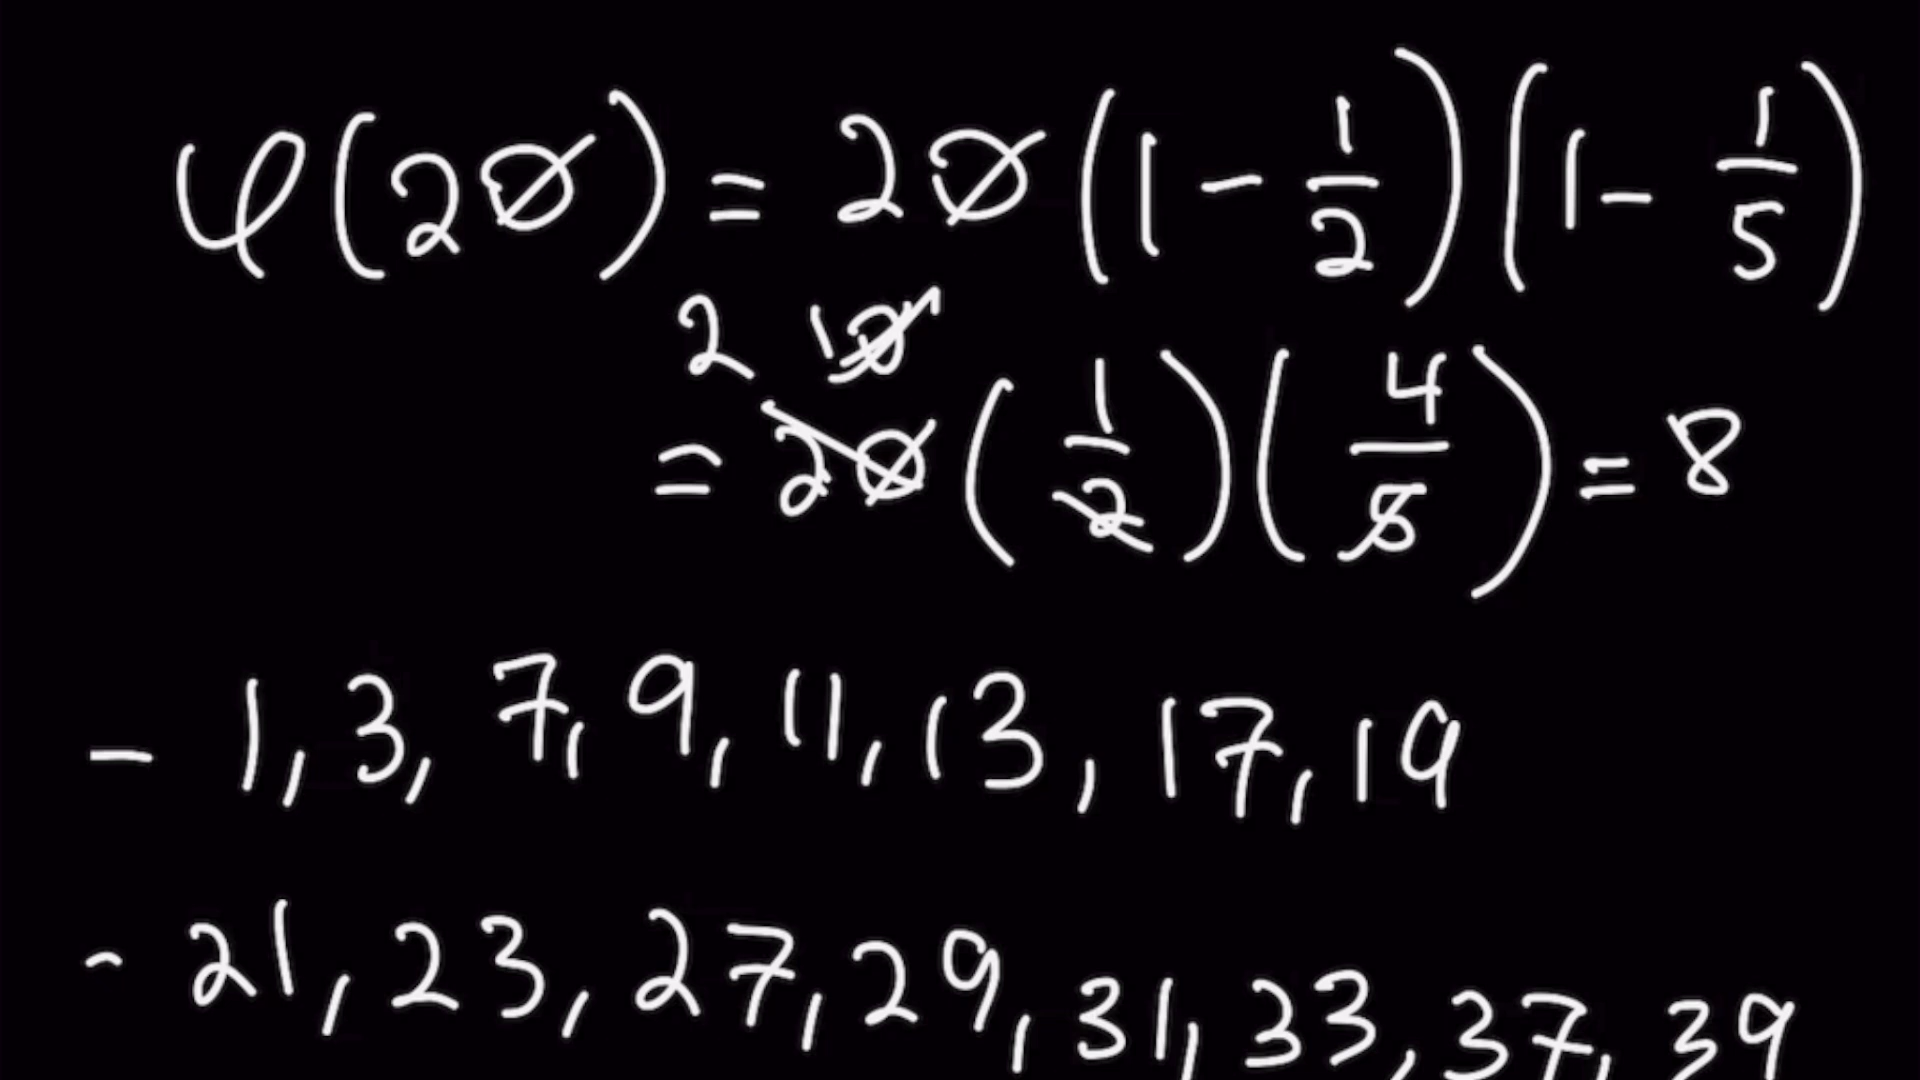 φ(20) = 20(1 - 1/2)(1 - 1/5)
2 10
= 20(1/2)(4/5) = 8
- 1, 3, 7, 9, 11, 13, 17, 19
- 21, 23, 27, 29, 31, 33, 37, 39